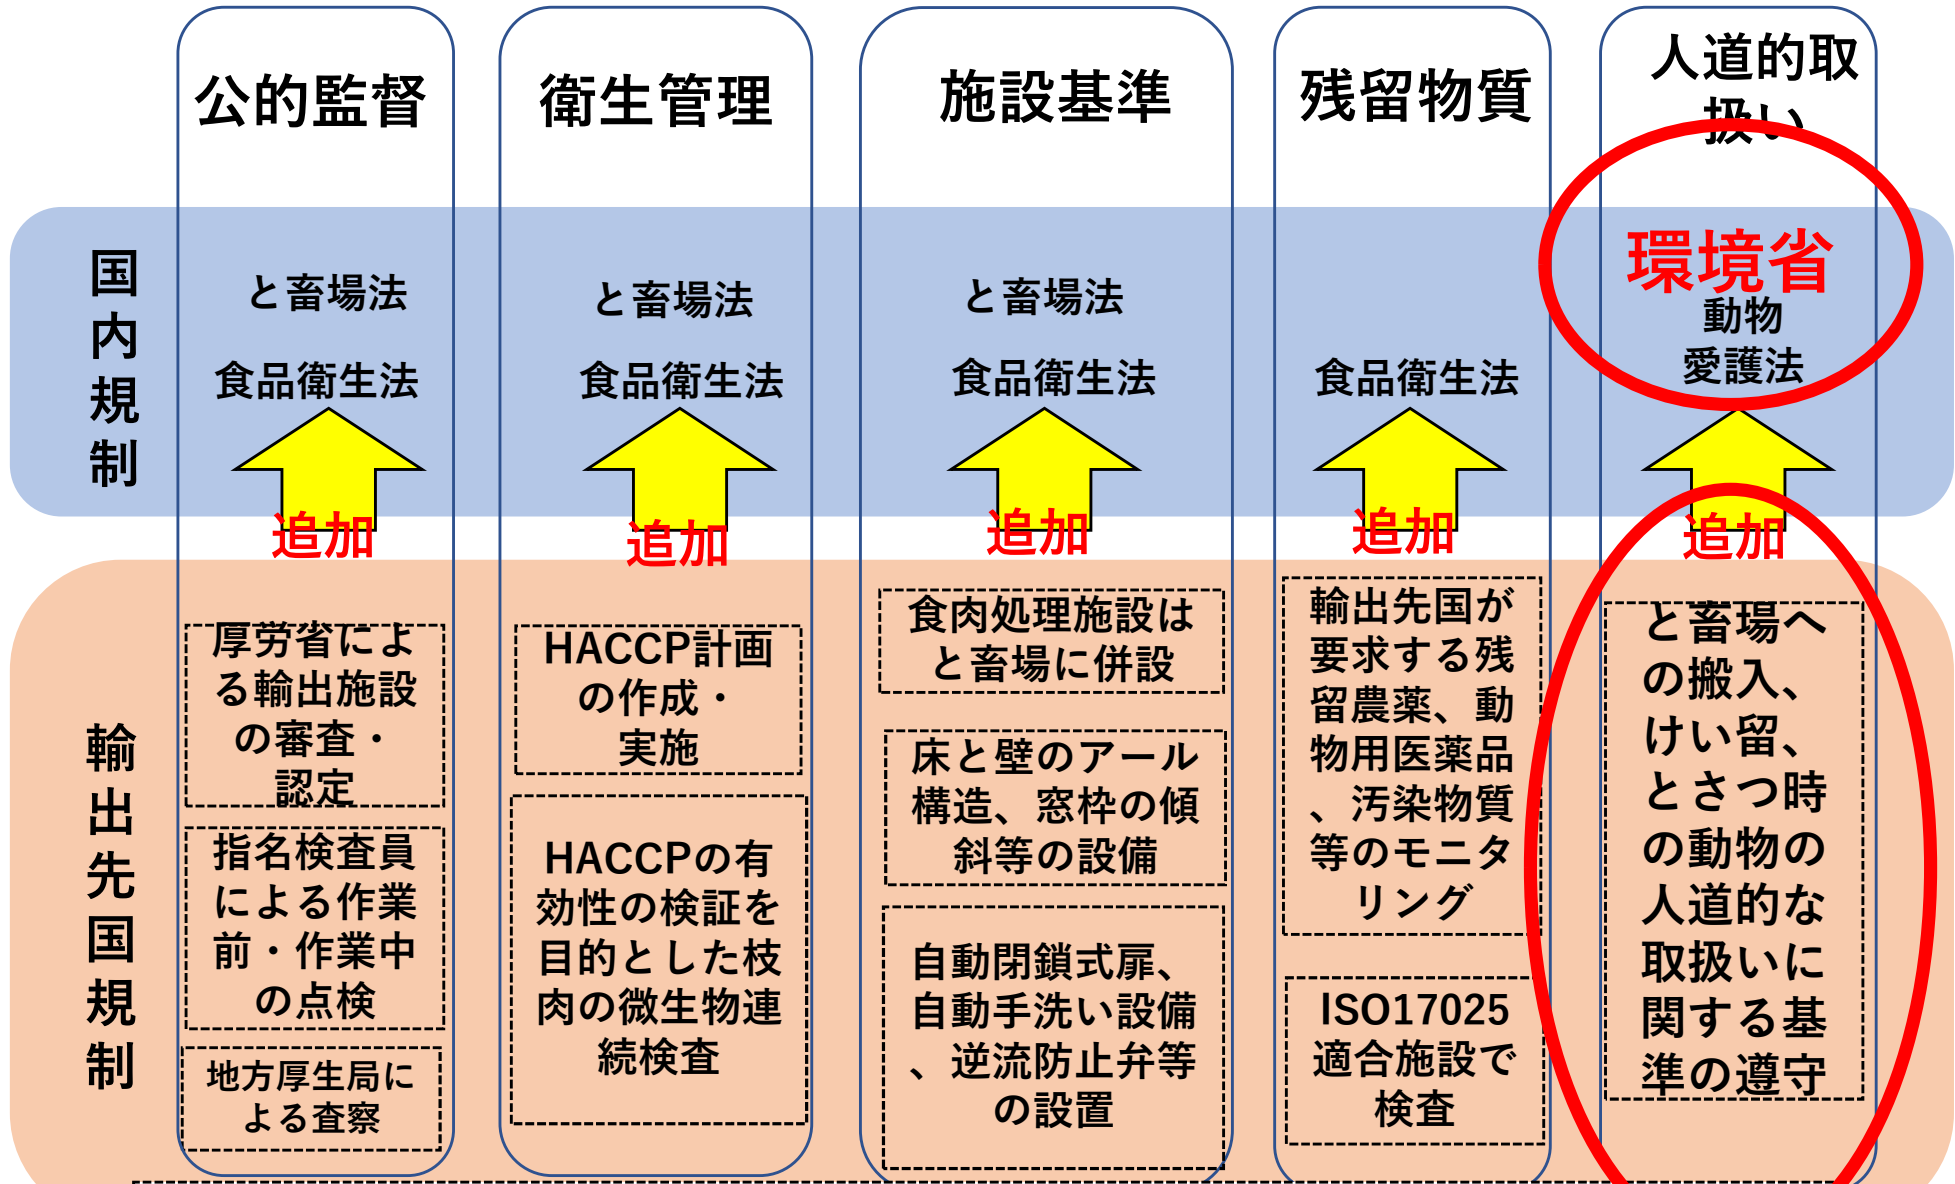 公的監督
衛生管理
施設基準
残留物質
人道的取
扱い
国
内
規
制
と畜場法
食品衛生法
と畜場法
食品衛生法
と畜場法
食品衛生法
食品衛生法
環境省
動物
愛護法
追加
追加
追加
追加
追加
輸
出
先
国
規
制
厚労省によ
る輸出施設
の審査・
認定
指名検査員
による作業
前・作業中
の点検
地方厚生局に
よる査察
HACCP計画
の作成・
実施
HACCPの有
効性の検証を
目的とした枝
肉の微生物連
続検査
食肉処理施設は
と畜場に併設
床と壁のアール
構造、窓枠の傾
斜等の設備
自動閉鎖式扉、
自動手洗い設備
、逆流防止弁等
の設置
輸出先国が
要求する残
留農薬、動
物用医薬品
、汚染物質
等のモニタ
リング
ISO17025
適合施設で
検査
と畜場へ
の搬入、
けい留、
とさつ時
の動物の
人道的な
取扱いに
関する基
準の遵守